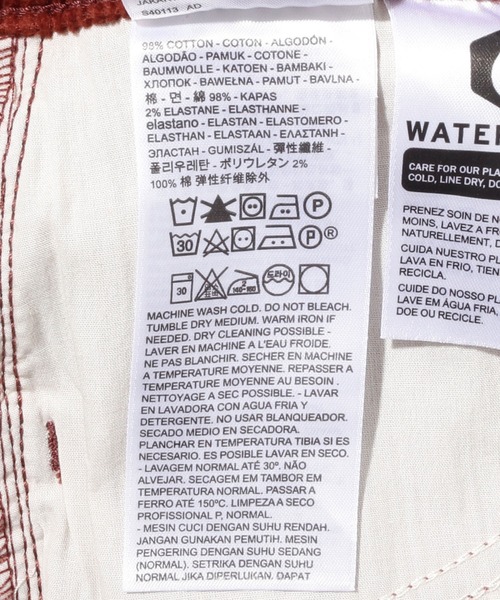 S40113 AD
98% COTTON - COTON - ALGODÓN -
ALGODÃO - PAMUK - COTONE -
BAUMWOLLE - KATOEN - BAMBAKI -
ХЛОПОК - BAWEŁNA - PAMUT - BAVLNA -
棉 - 면 - 綿 98% - KAPAS
2% ELASTANE - ELASTHANNE -
elastano - ELASTAN - ELASTOMERO -
ELASTHAN - ELASTAAN - ΕΛΑΣΤΑΝΗ -
ЭЛАСТАН - GUMISZÁL - 彈性纖維 -
폴리우레탄 - ポリウレタン 2%
100% 棉 弹性纤维除外
P
30 P®
30 140-160 드라이
MACHINE WASH COLD. DO NOT BLEACH.
TUMBLE DRY MEDIUM. WARM IRON IF
NEEDED. DRY CLEANING POSSIBLE -
LAVER EN MACHINE A L'EAU FROIDE.
NE PAS BLANCHIR. SECHER EN MACHINE
A TEMPERATURE MOYENNE. REPASSER A
TEMPERATURE MOYENNE AU BESOIN .
NETTOYAGE A SEC POSSIBLE. - LAVAR
EN LAVADORA CON AGUA FRIA Y
DETERGENTE. NO USAR BLANQUEADOR.
SECADO MEDIO EN SECADORA.
PLANCHAR EN TEMPERATURA TIBIA SI ES
NECESARIO. ES POSIBLE LAVAR EN SECO.
- LAVAGEM NORMAL ATÉ 30º. NÃO
ALVEJAR. SECAGEM EM TAMBOR EM
TEMPERATURA NORMAL. PASSAR A
FERRO ATÉ 150ºC. LIMPEZA A SECO
PROFISSIONAL P, NORMAL.
- MESIN CUCI DENGAN SUHU RENDAH.
JANGAN GUNAKAN PEMUTIH. MESIN
PENGERING DENGAN SUHU SEDANG
(NORMAL). SETRIKA DENGAN SUHU
NORMAL JIKA DIPERLUKAN. DAPAT
WATER
CARE FOR OUR PLA
COLD, LINE DRY, DO
PRENEZ SOIN DE N
MOINS, LAVEZ A FR
NATURELLEMENT, D
CUIDA NUESTRO PL
LAVA EN FRIO, TIEN
RECICLA.
CUIDE DO NOSSO P
LAVE EM ÁGUA FRIA,
DOE OU RECICLE.